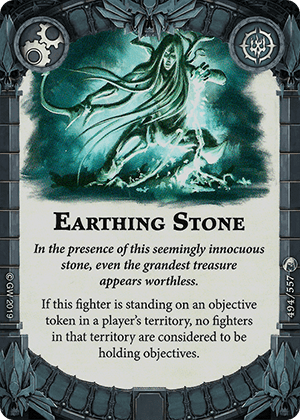 EARTHING STONE
In the presence of this seemingly innocuous
stone, even the grandest treasure
appears worthless.
If this fighter is standing on an objective
token in a player's territory, no fighters
in that territory are considered to be
holding objectives.
© GW 2019
494/557